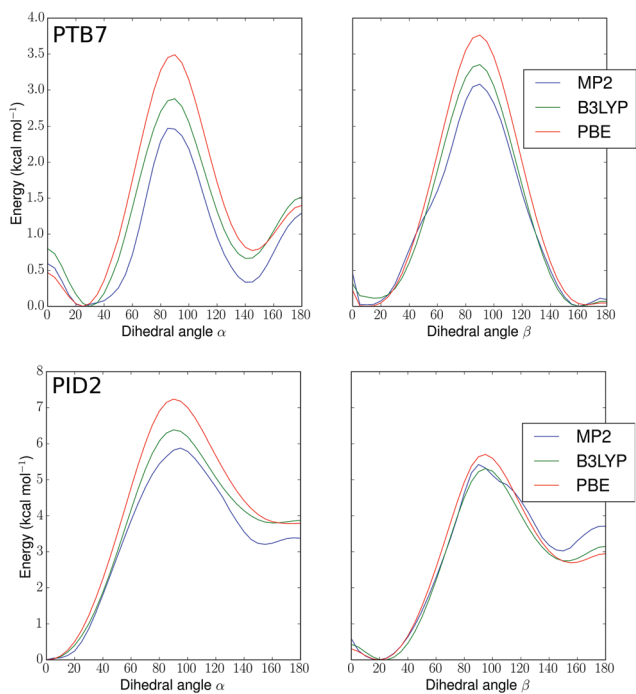 PTB7
4.0
3.5
3.0
2.5
2.0
1.5
1.0
0.5
0.0
Energy (kcal mol⁻¹)
0 20 40 60 80 100 120 140 160 180
Dihedral angle α
MP2
B3LYP
PBE
0 20 40 60 80 100 120 140 160 180
Dihedral angle β
PID2
8
7
6
5
4
3
2
1
0
Energy (kcal mol⁻¹)
0 20 40 60 80 100 120 140 160 180
Dihedral angle α
MP2
B3LYP
PBE
0 20 40 60 80 100 120 140 160 180
Dihedral angle β